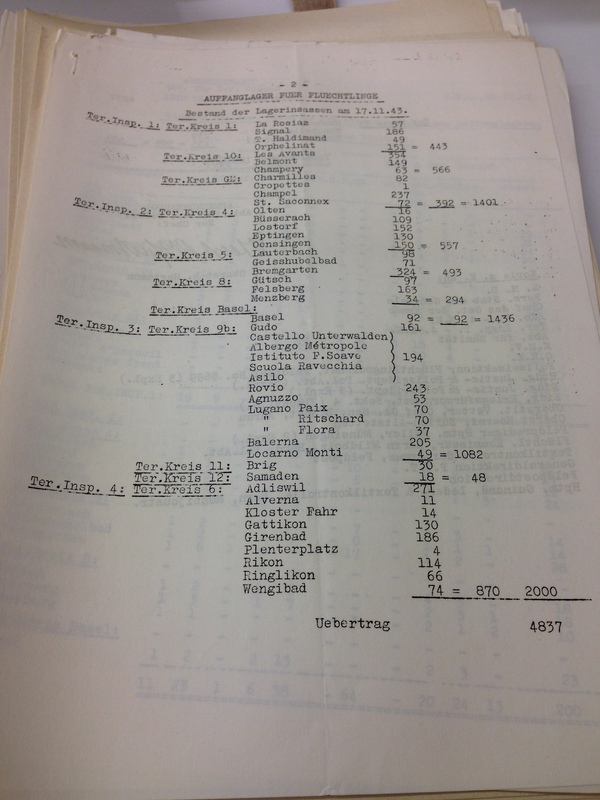 - 2 -
AUFFANGLAGER FUER FLUECHTLINGE
Bestand der Lagerinsassen am 17.11.43.
Ter.Insp. 1: Ter.Kreis 1: La Rosiaz 57
Signal 186
S. Haldimand 49
Orphelinat 151 = 443
Ter.Kreis 10: Les Avants 354
Belmont 149
Champery 63 = 566
Ter.Kreis GE: Charmilles 82
Cropettes 1
Champel 237
St. Saconnex 72 = 392 = 1401
Ter.Insp. 2: Ter.Kreis 4: Olten 16
Büsserach 109
Lostorf 152
Eptingen 130
Oensingen 150 = 557
Ter.Kreis 5: Lauterbach 98
Geisshubelbad 71
Bremgarten 324 = 493
Ter.Kreis 8: Gütsch 97
Felsberg 163
Menzberg 34 = 294
Ter.Kreis Basel:
Basel 92 = 92 = 1436
Ter.Insp. 3: Ter.Kreis 9b: Gudo 161
Castello Unterwalden)
Albergo Métropole )
Istituto F.Soave ) 194
Scuola Ravecchia )
Asilo )
Rovio 243
Agnuzzo 53
Lugano Paix 70
" Ritschard 70
" Flora 37
Balerna 205
Locarno Monti 49 = 1082
Ter.Kreis 11: Brig 30
Ter.Kreis 12: Samaden 18 = 48
Ter.Insp. 4: Ter.Kreis 6: Adliswil 271
Alverna 11
Kloster Fahr 14
Gattikon 130
Girenbad 186
Plenterplatz 4
Rikon 114
Ringlikon 66
Wengibad 74 = 870 2000
Uebertrag 4837